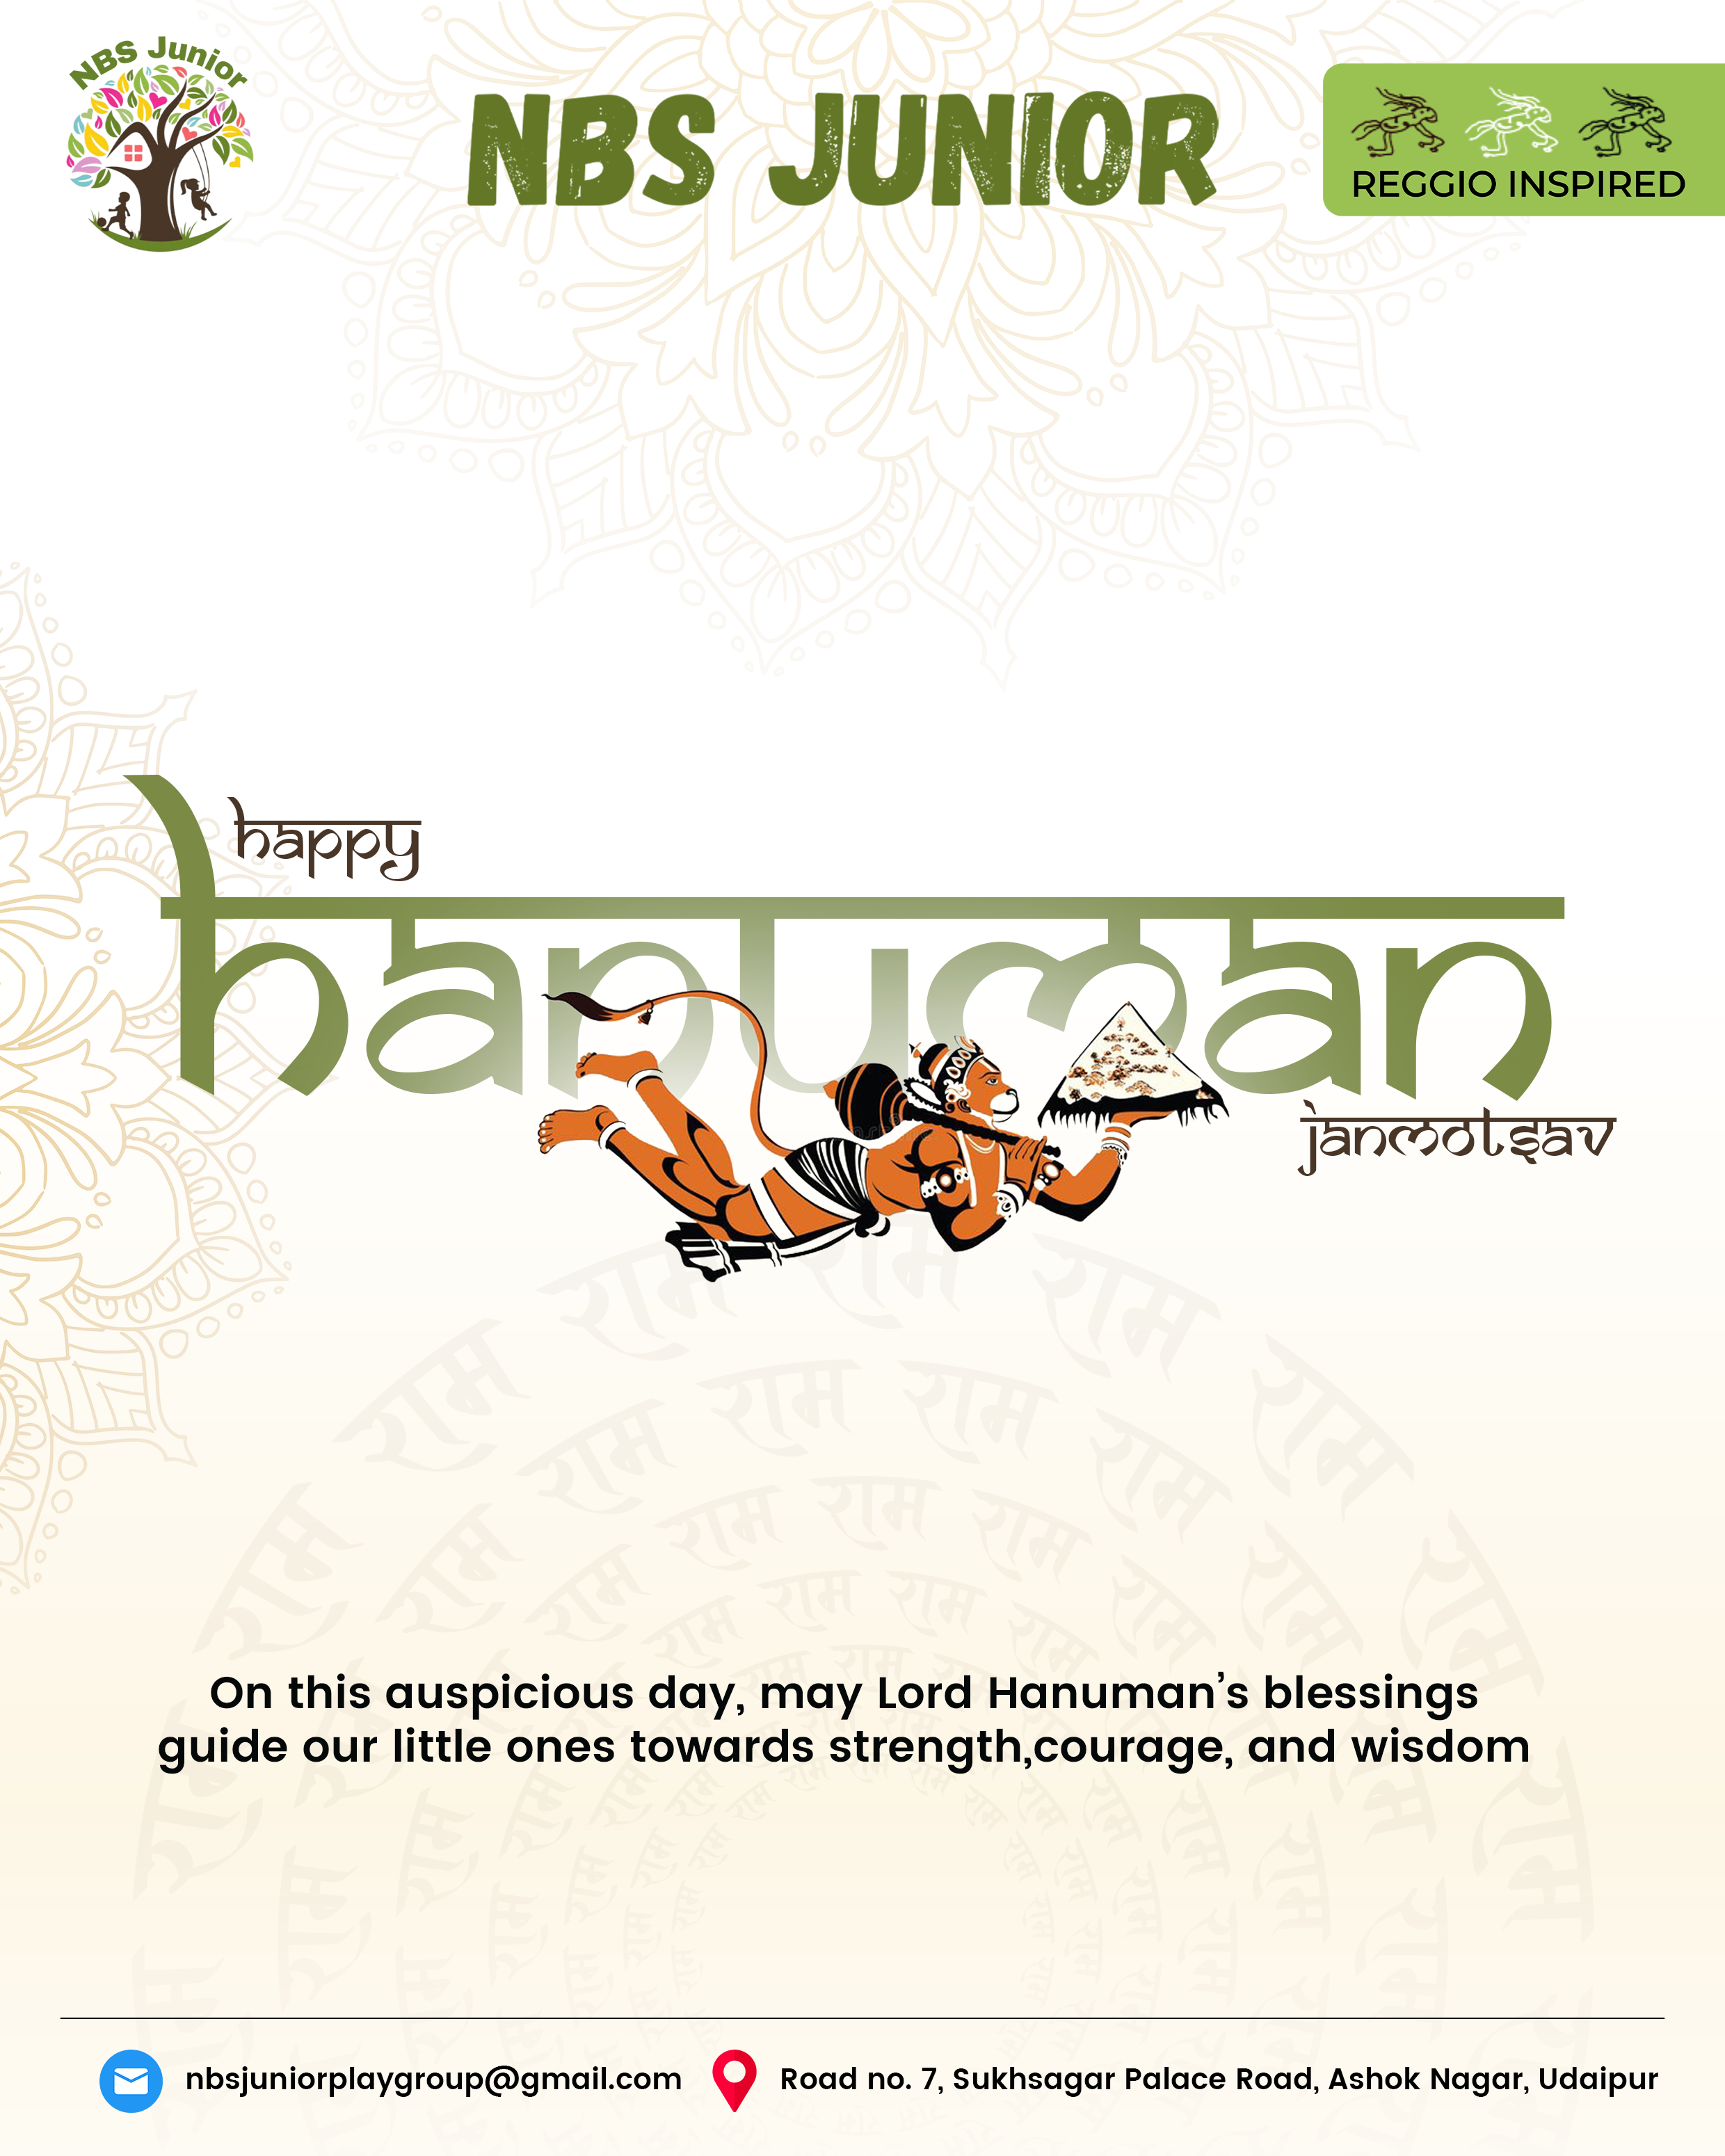 NBS Junior
NBS JUNIOR
REGGIO INSPIRED
happy
hanuman
janmotsav
राम राम राम
On this auspicious day, may Lord Hanuman’s blessings
guide our little ones towards strength,courage, and wisdom
nbsjuniorplaygroup@gmail.com
Road no. 7, Sukhsagar Palace Road, Ashok Nagar, Udaipur